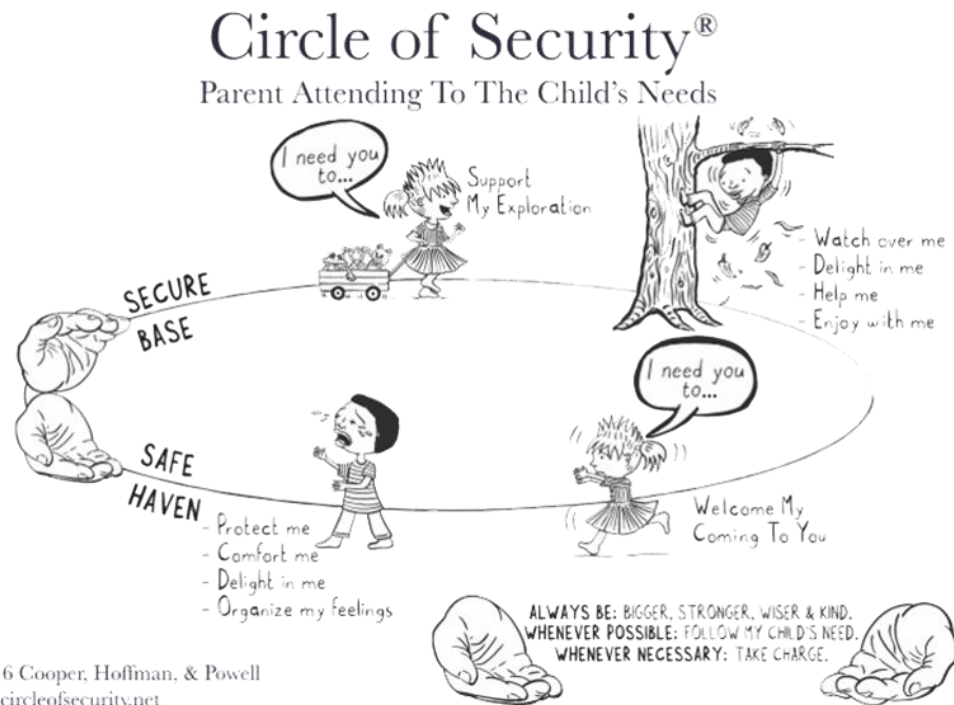 Circle of Security®
Parent Attending To The Child's Needs
I need you
to...
Support
My Exploration
- Watch over me
- Delight in me
- Help me
- Enjoy with me
SECURE
BASE
I need you
to...
SAFE
HAVEN
- Protect me
- Comfort me
- Delight in me
- Organize my feelings
Welcome My
Coming To You
ALWAYS BE: BIGGER, STRONGER, WISER & KIND.
WHENEVER POSSIBLE: FOLLOW MY CHILD'S NEED.
WHENEVER NECESSARY: TAKE CHARGE.
6 Cooper, Hoffman, & Powell
circleofsecurity.net